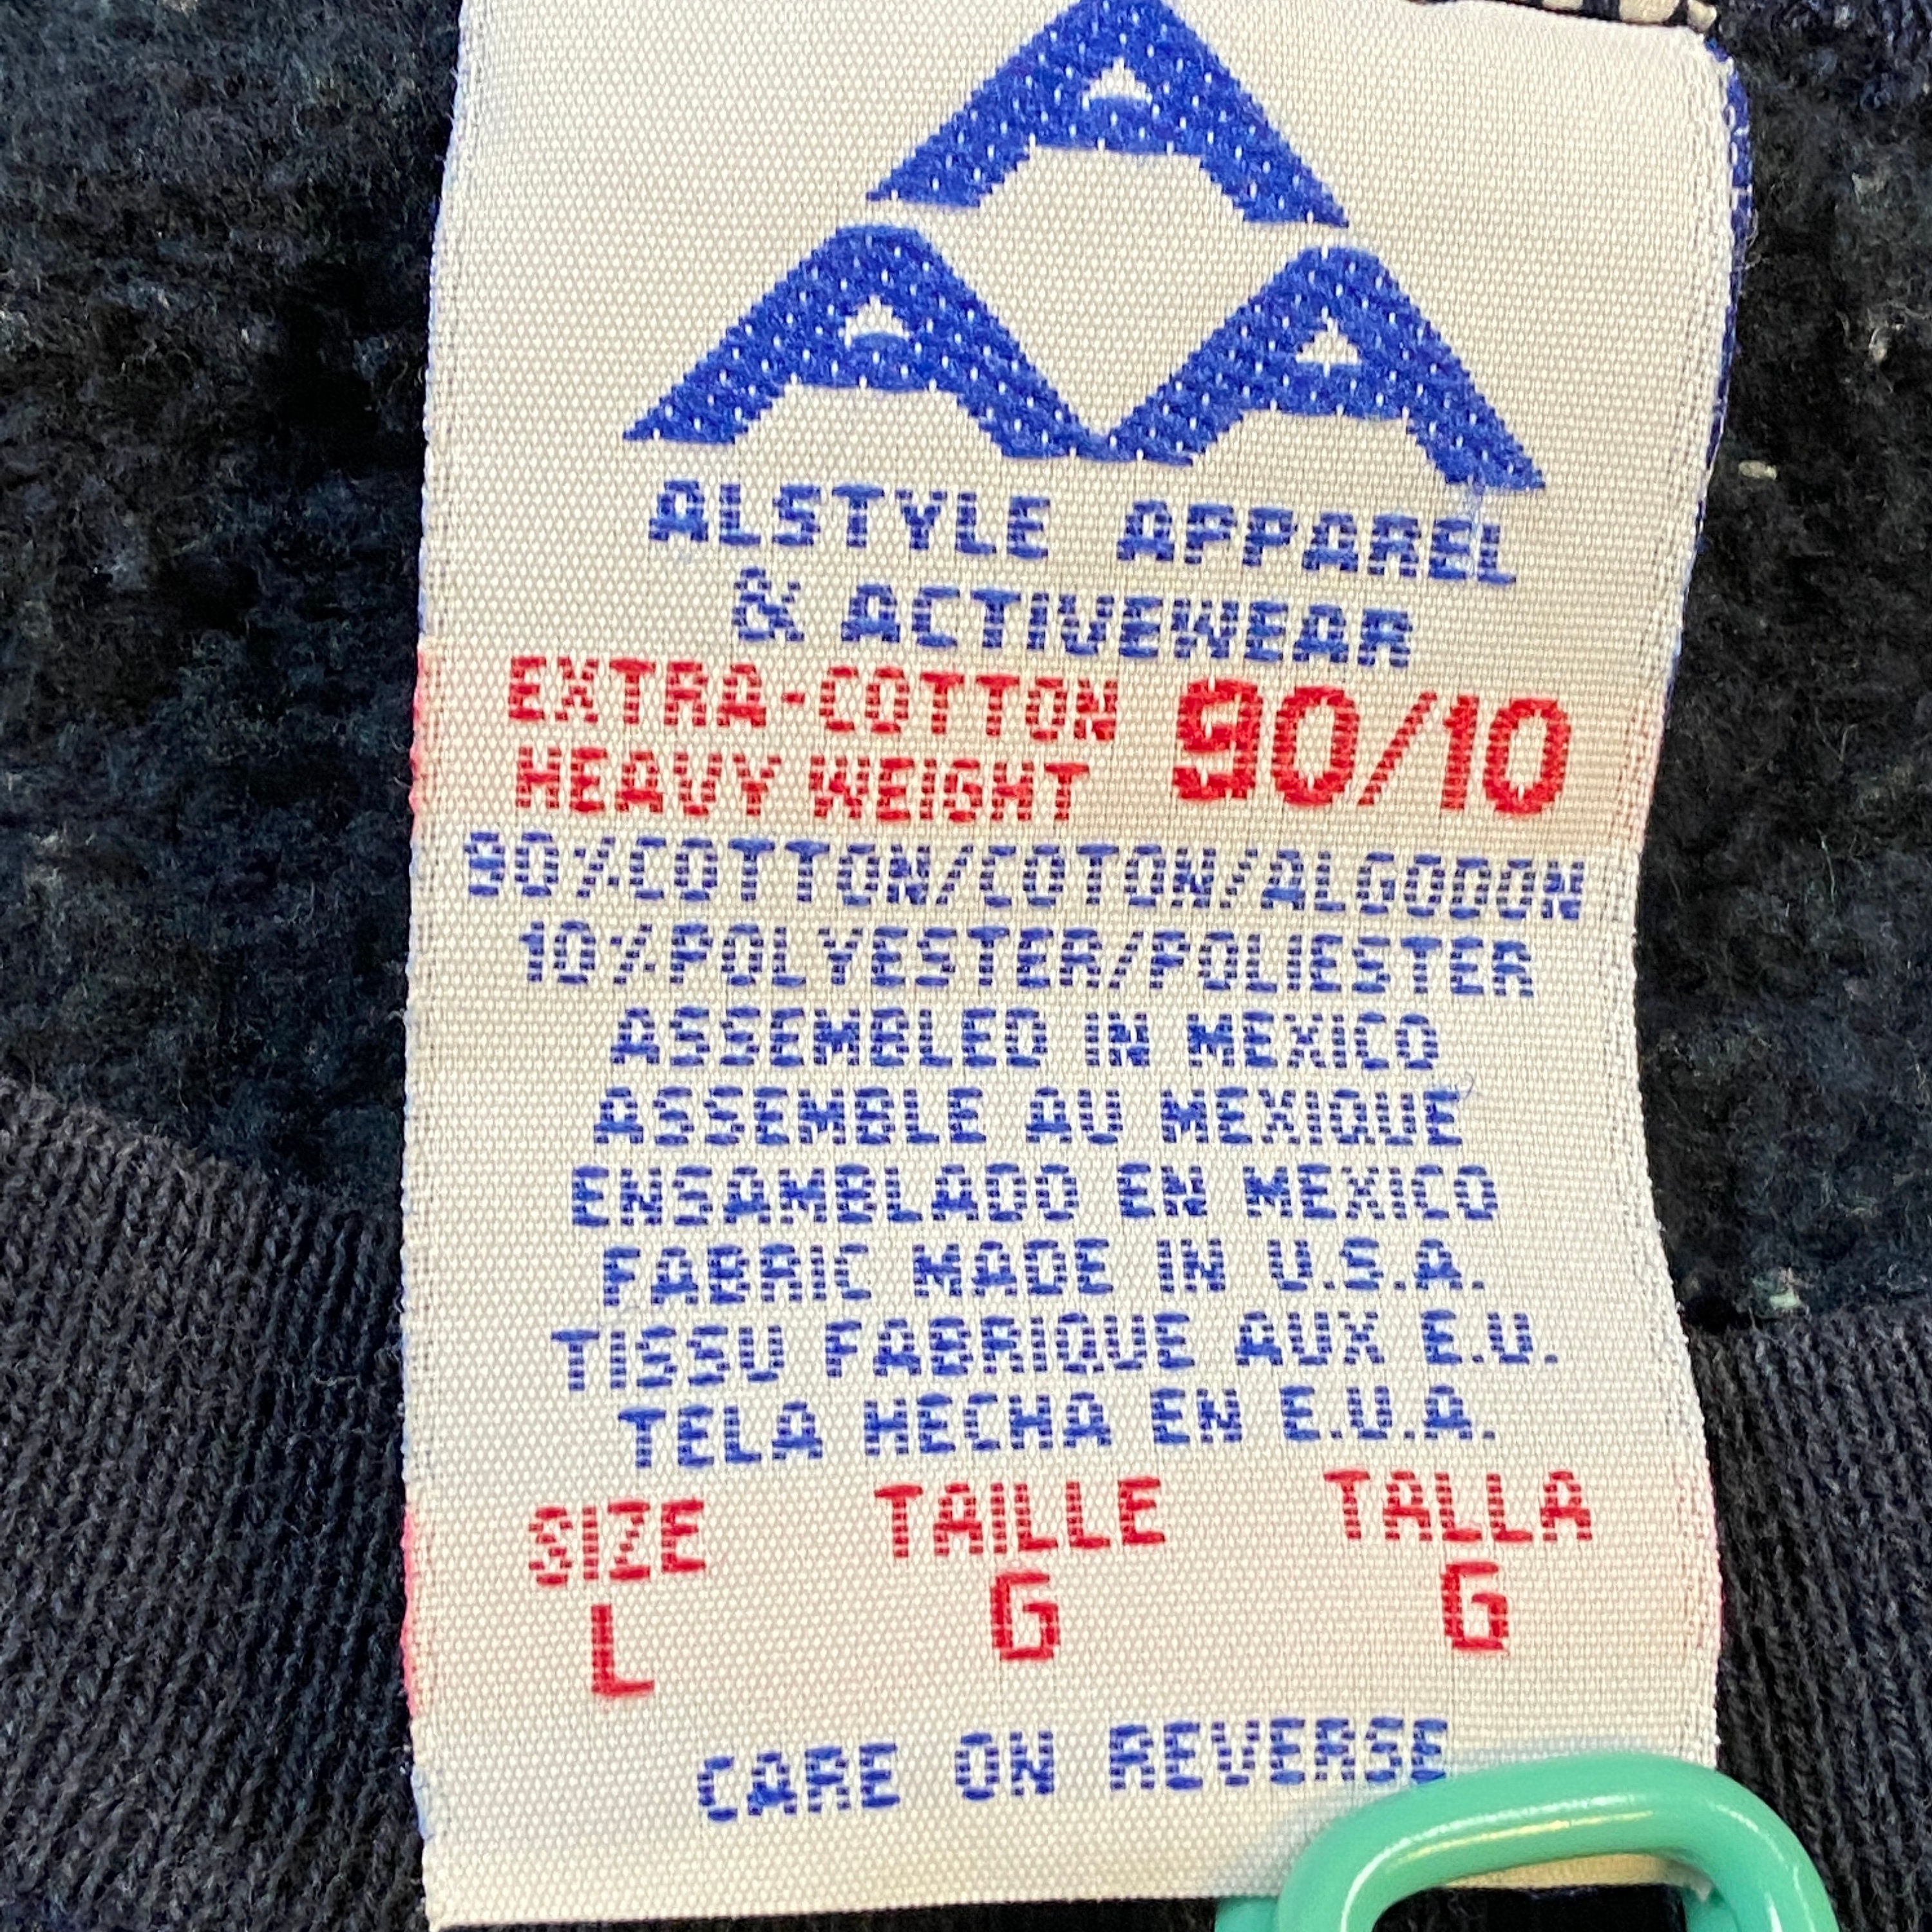 A
A A
ALSTYLE APPAREL
& ACTIVEWEAR
EXTRA-COTTON 90/10
HEAVY WEIGHT
90%COTTON/COTON/ALGODON
10%POLYESTER/POLIESTER
ASSEMBLED IN MEXICO
ASSEMBLE AU MEXIQUE
ENSAMBLADO EN MEXICO
FABRIC MADE IN U.S.A.
TISSU FABRIQUE AUX E.U.
TELA HECHA EN E.U.A.
SIZE TAILLE TALLA
L G G
CARE ON REVERSE